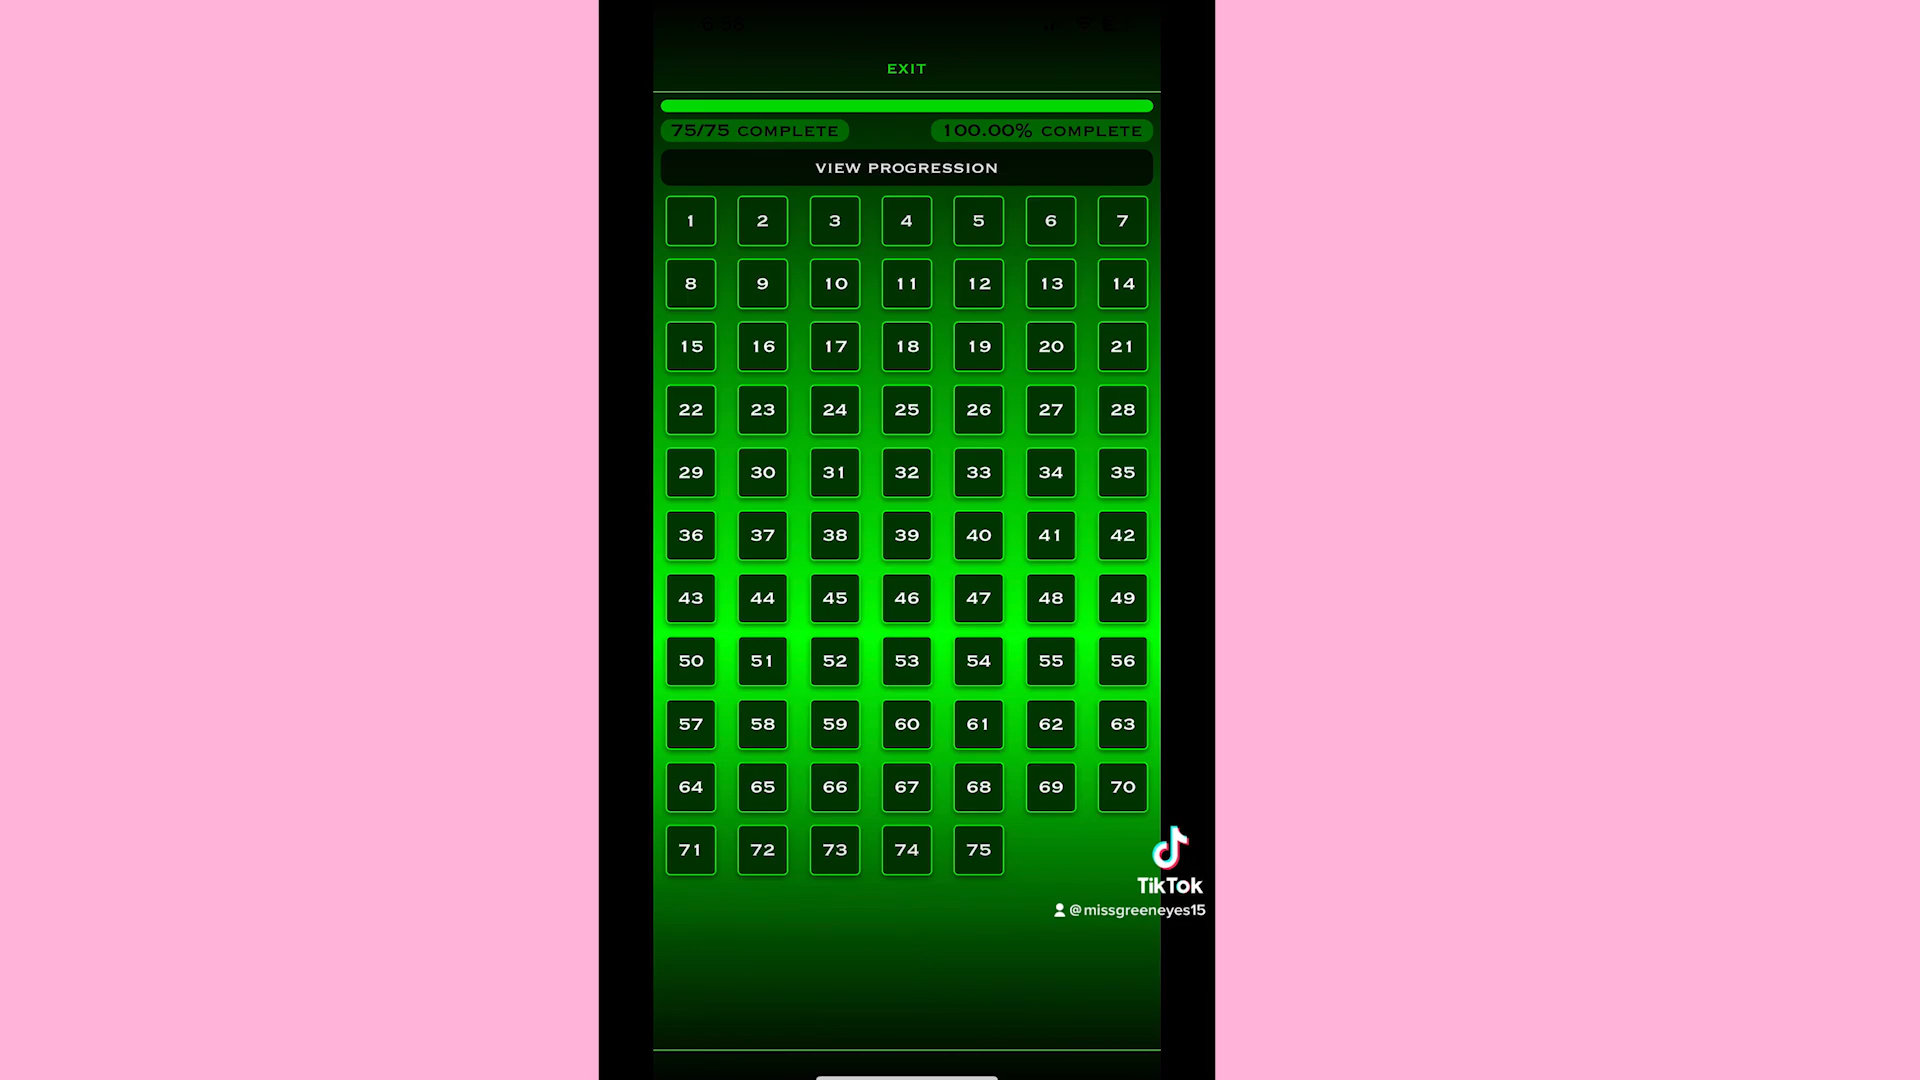 EXIT
75/75 COMPLETE 100.00% COMPLETE
VIEW PROGRESSION
1 2 3 4 5 6 7
8 9 10 11 12 13 14
15 16 17 18 19 20 21
22 23 24 25 26 27 28
29 30 31 32 33 34 35
36 37 38 39 40 41 42
43 44 45 46 47 48 49
50 51 52 53 54 55 56
57 58 59 60 61 62 63
64 65 66 67 68 69 70
71 72 73 74 75
TikTok
@missgreeneyes15